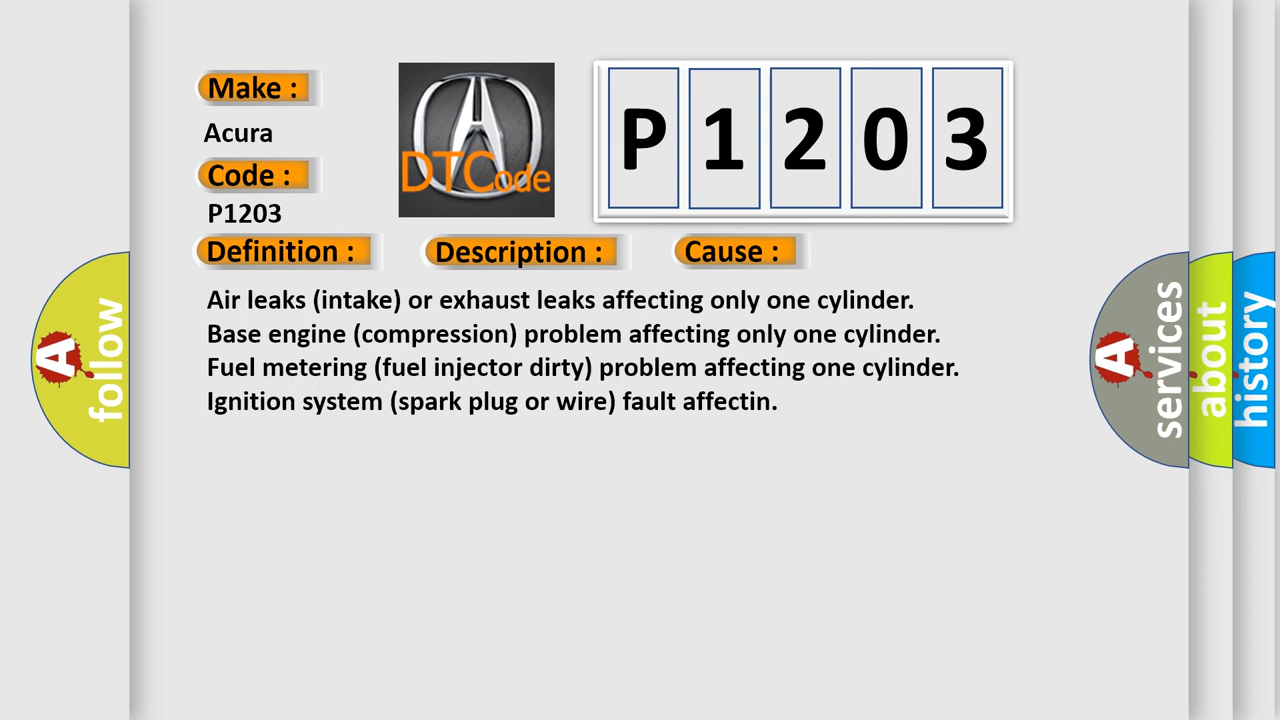 Make :
Acura
Code :
P1203
DTCode
P 1 2 0 3
Definition :
Description :
Cause :
Air leaks (intake) or exhaust leaks affecting only one cylinder.
Base engine (compression) problem affecting only one cylinder.
Fuel metering (fuel injector dirty) problem affecting one cylinder.
Ignition system (spark plug or wire) fault affectin.
A
follow
A
services
about
history